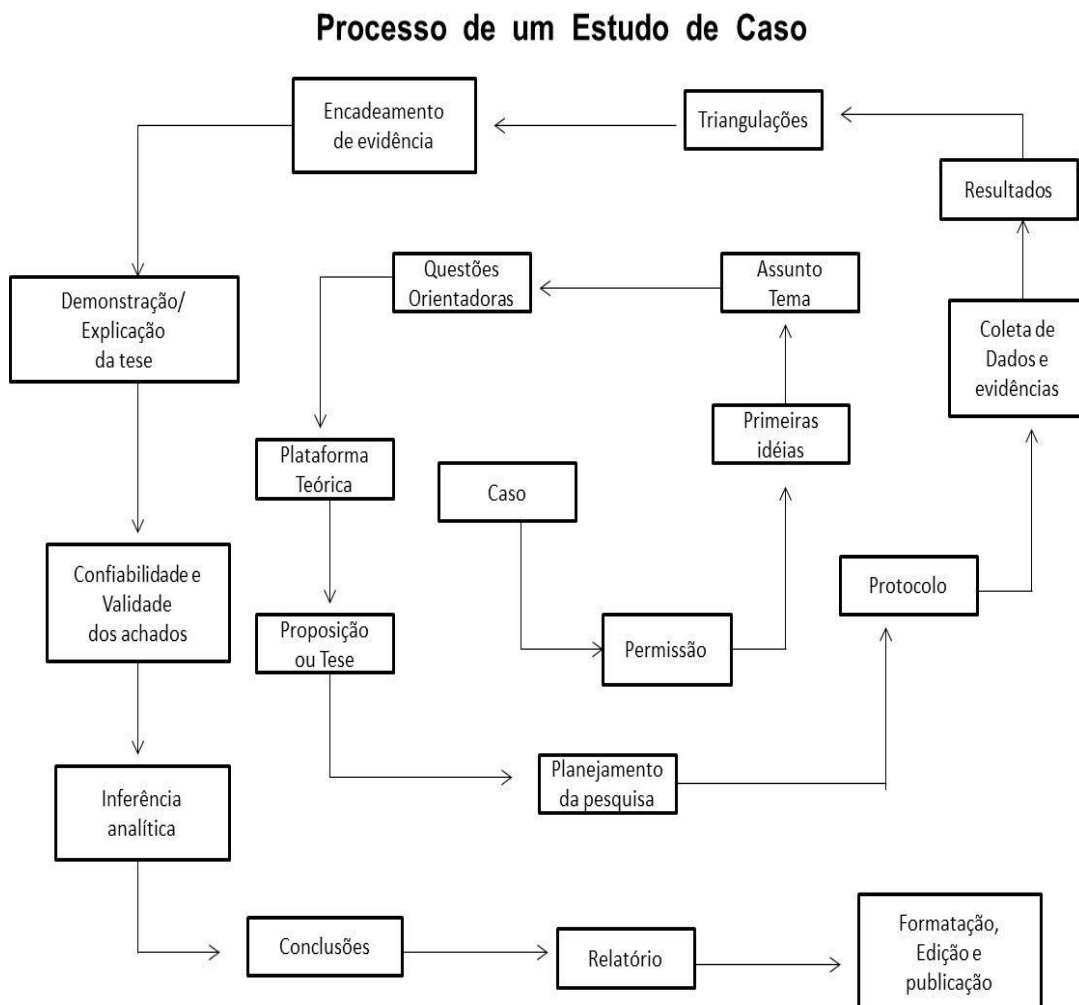 Processo de um Estudo de Caso
Encadeamento
de evidência
Triangulações
Resultados
Questões
Orientadoras
Assunto
Tema
Demonstração/
Explicação
da tese
Coleta de
Dados e
evidências
Primeiras
idéias
Plataforma
Teórica
Caso
Confiabilidade e
Validade
dos achados
Protocolo
Proposição
ou Tese
Permissão
Planejamento
da pesquisa
Inferência
analítica
Conclusões
Relatório
Formatação,
Edição e
publicação